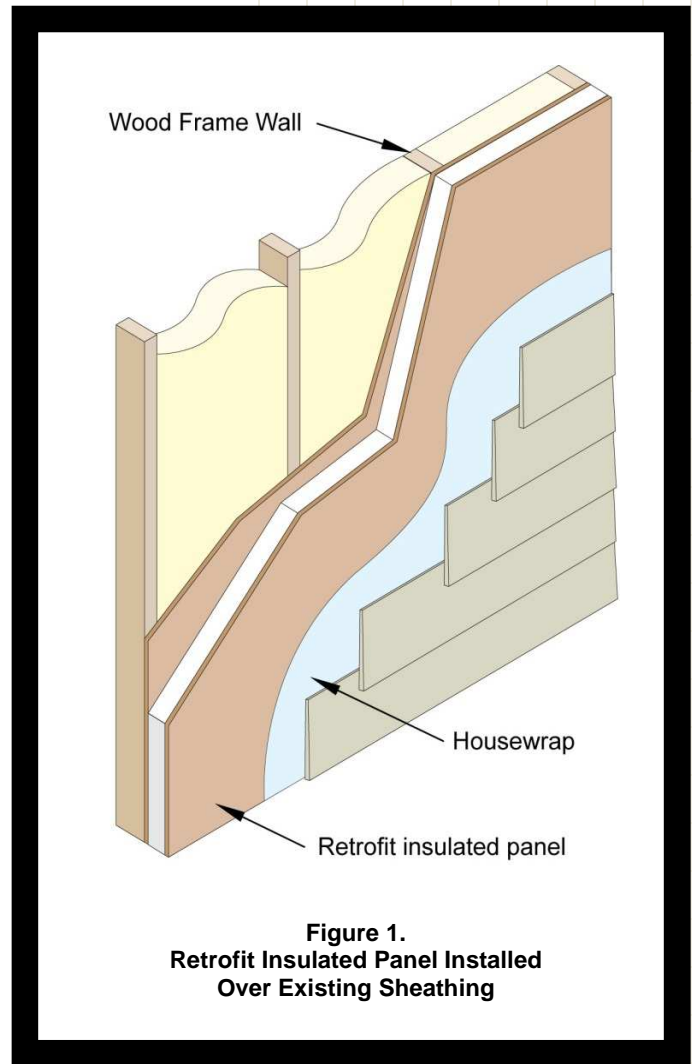 Wood Frame Wall
Housewrap
Retrofit insulated panel
Figure 1.
Retrofit Insulated Panel Installed
Over Existing Sheathing